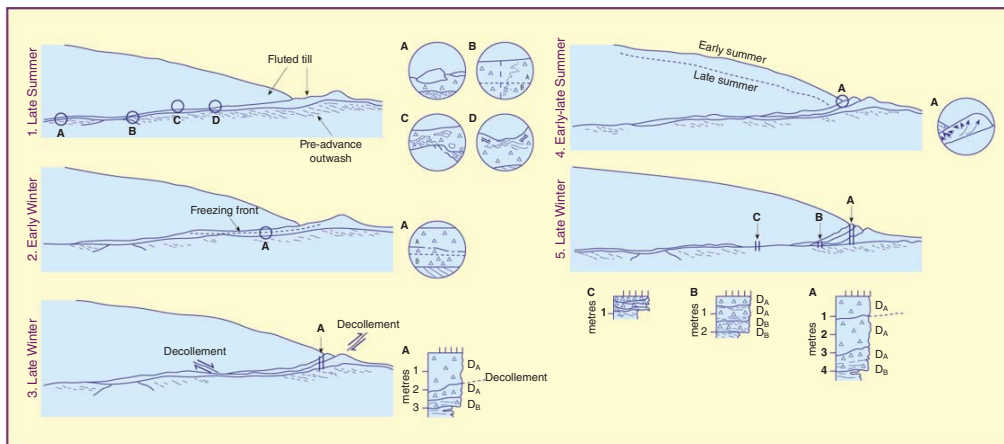 1. Late Summer
Fluted till
Pre-advance
outwash
A
B
C
D
A
B
A
B
C
D
2. Early Winter
Freezing front
A
A
A
B
3. Late Winter
Decollement
A
Decollement
A
metres
1
2
3
DA
Decollement
DA
DB
4. Early-late Summer
Early summer
Late summer
A
A
5. Late Winter
C
B
A
C
metres
1
B
metres
1
2
DA
DA
DB
DB
A
metres
1
2
3
4
DA
DA
DA
DB